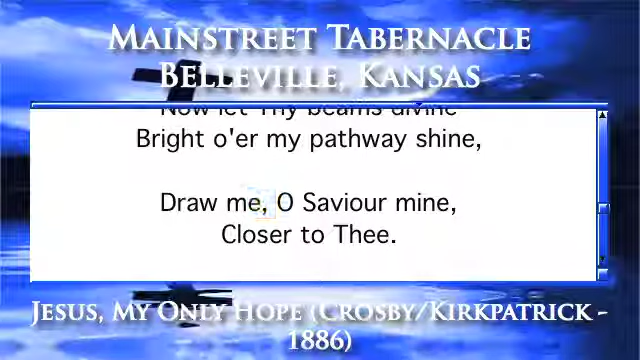 Mainstreet Tabernacle
Belleville, Kansas
Now let Thy beams divine
Bright o'er my pathway shine,
Draw me, O Saviour mine,
Closer to Thee.
Jesus, My Only Hope (Crosby/Kirkpatrick -
1886)